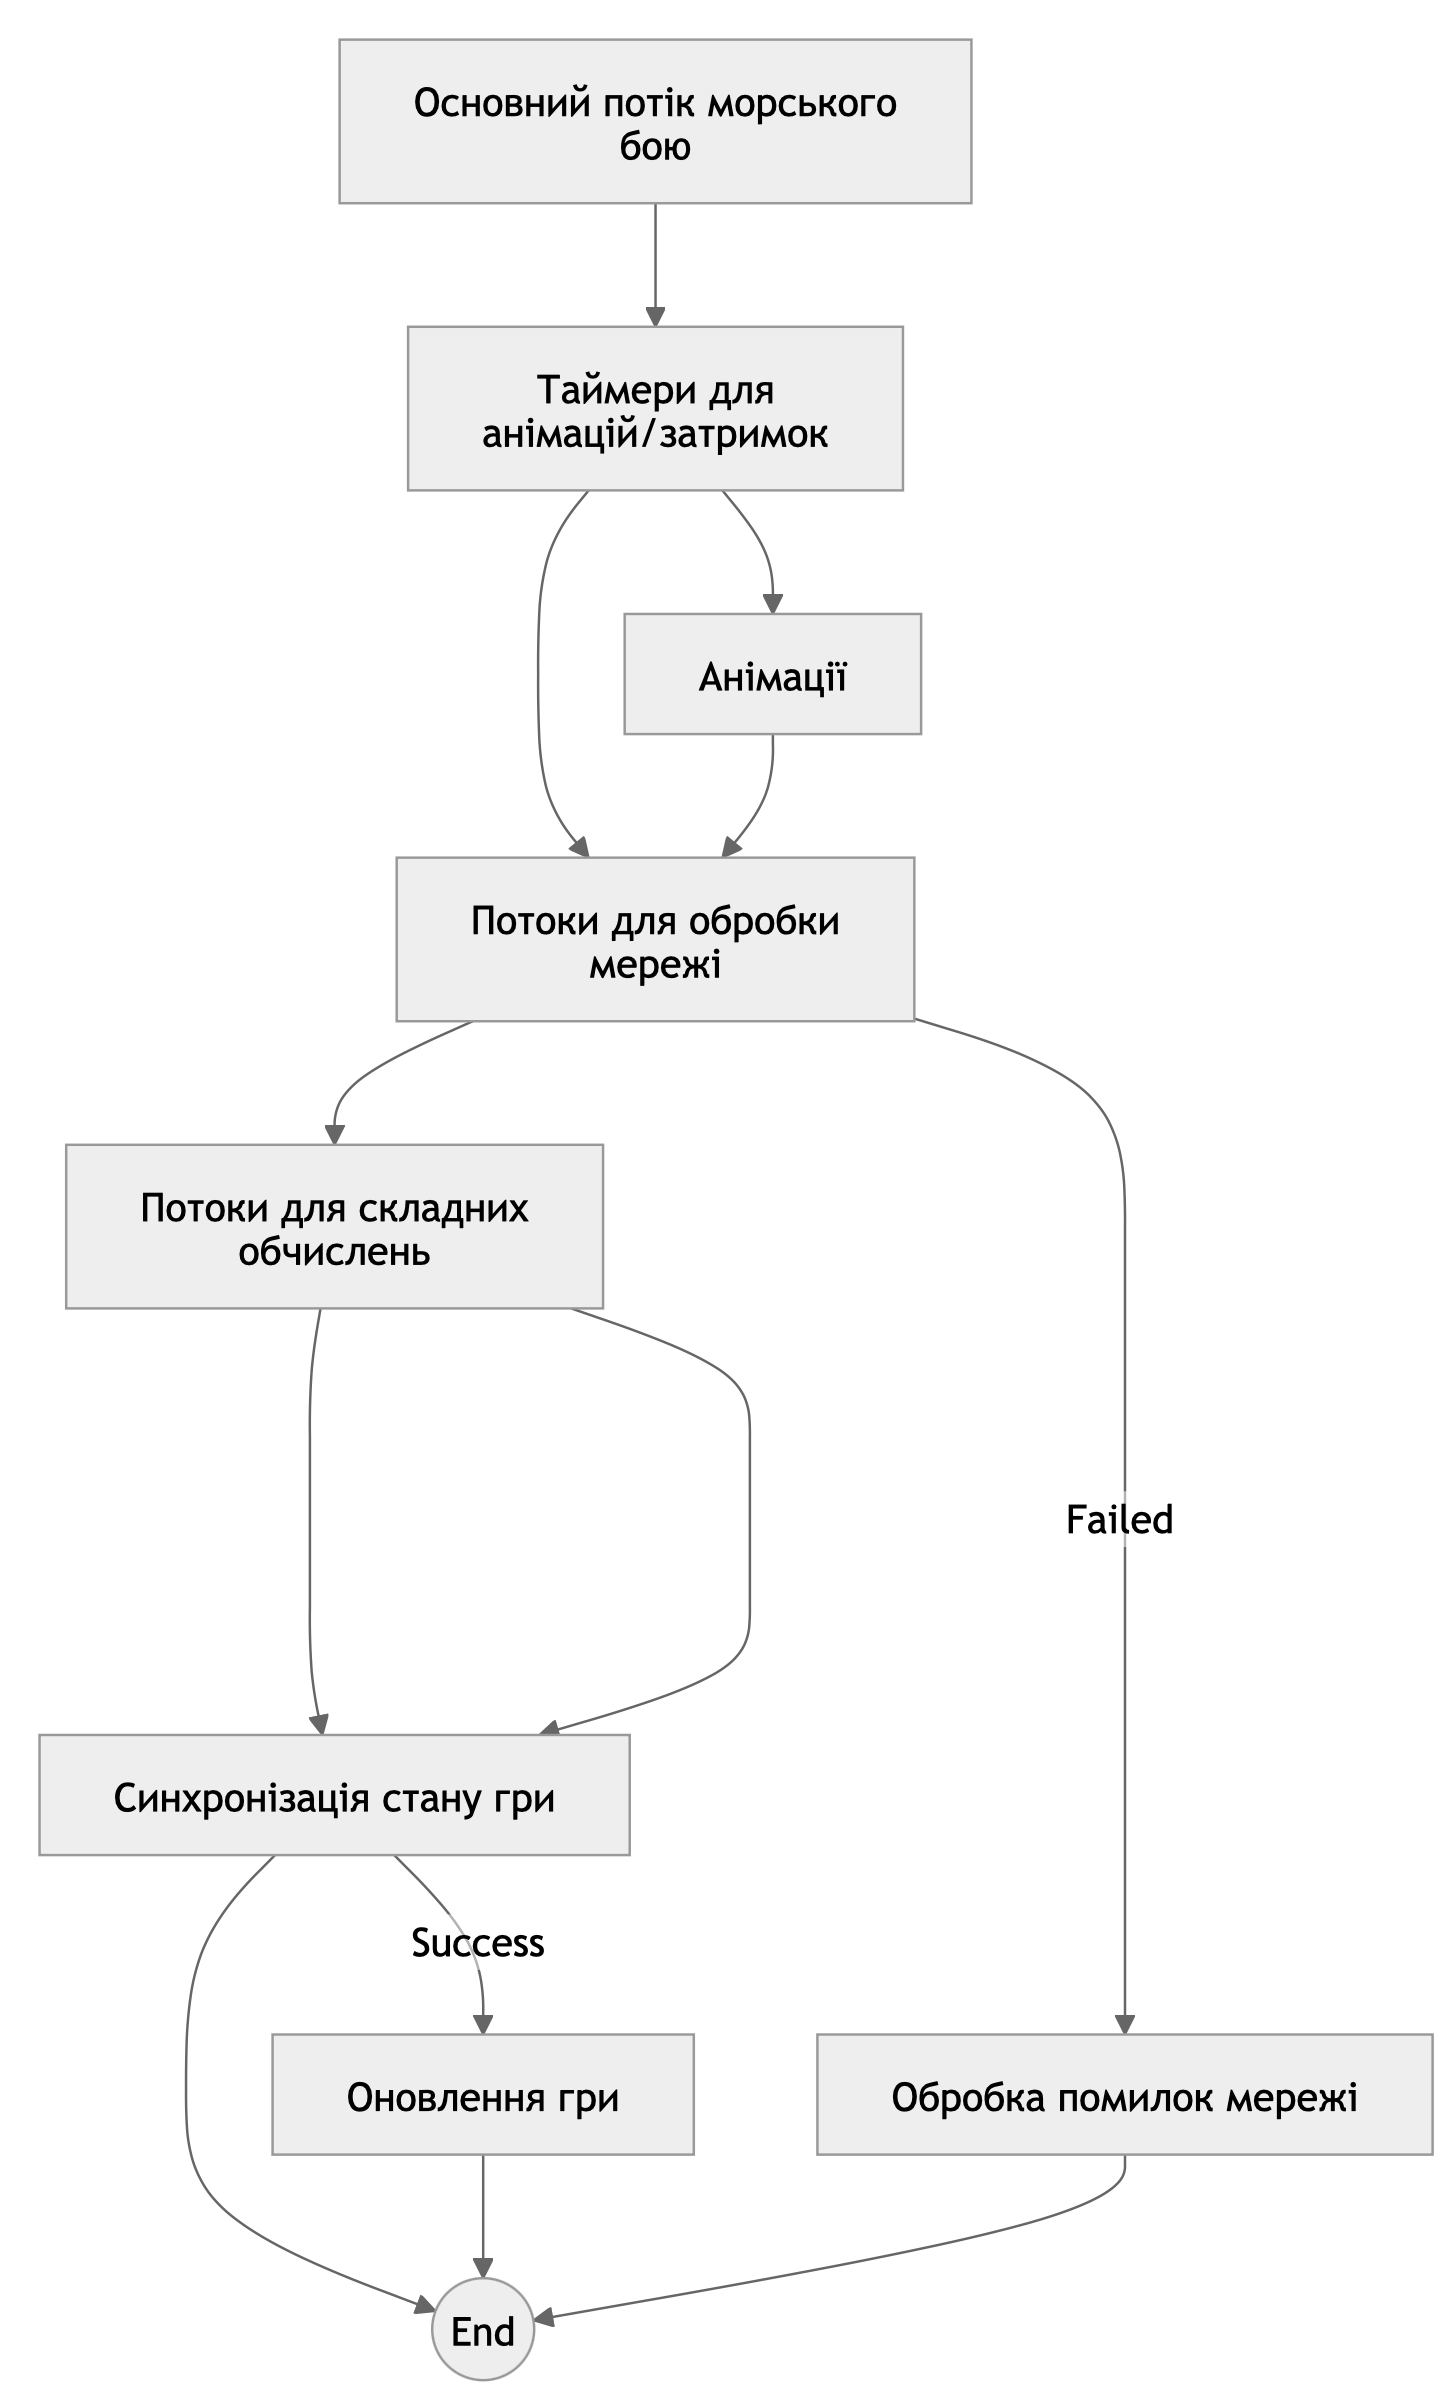 Основний потік морського
бою
Таймери для
анімацій/затримок
Анімації
Потоки для обробки
мережі
Потоки для складних
обчислень
Failed
Синхронізація стану гри
Success
Оновлення гри
Обробка помилок мережі
End